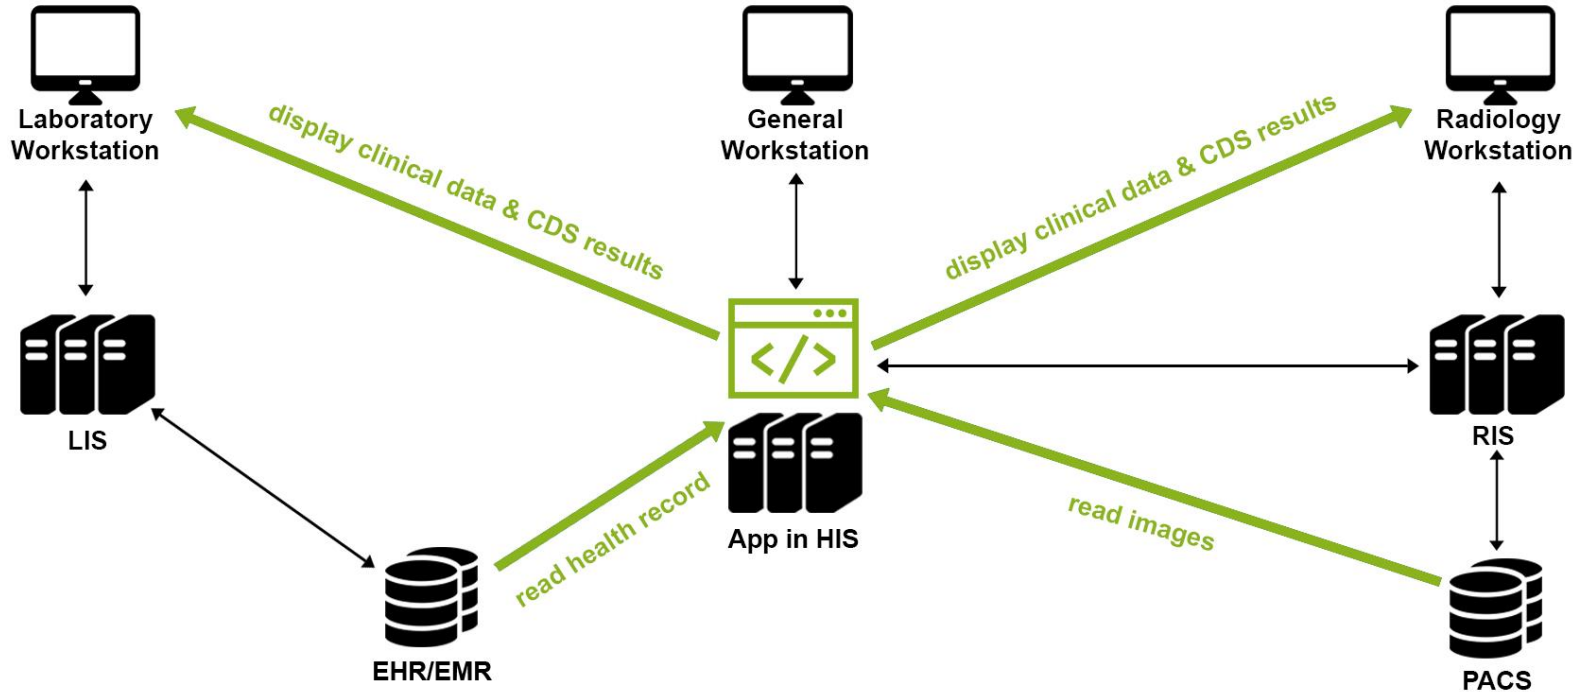 Laboratory
Workstation
General
Workstation
Radiology
Workstation
display clinical data & CDS results
display clinical data & CDS results
</>
LIS
RIS
App in HIS
read health record
read images
EHR/EMR
PACS